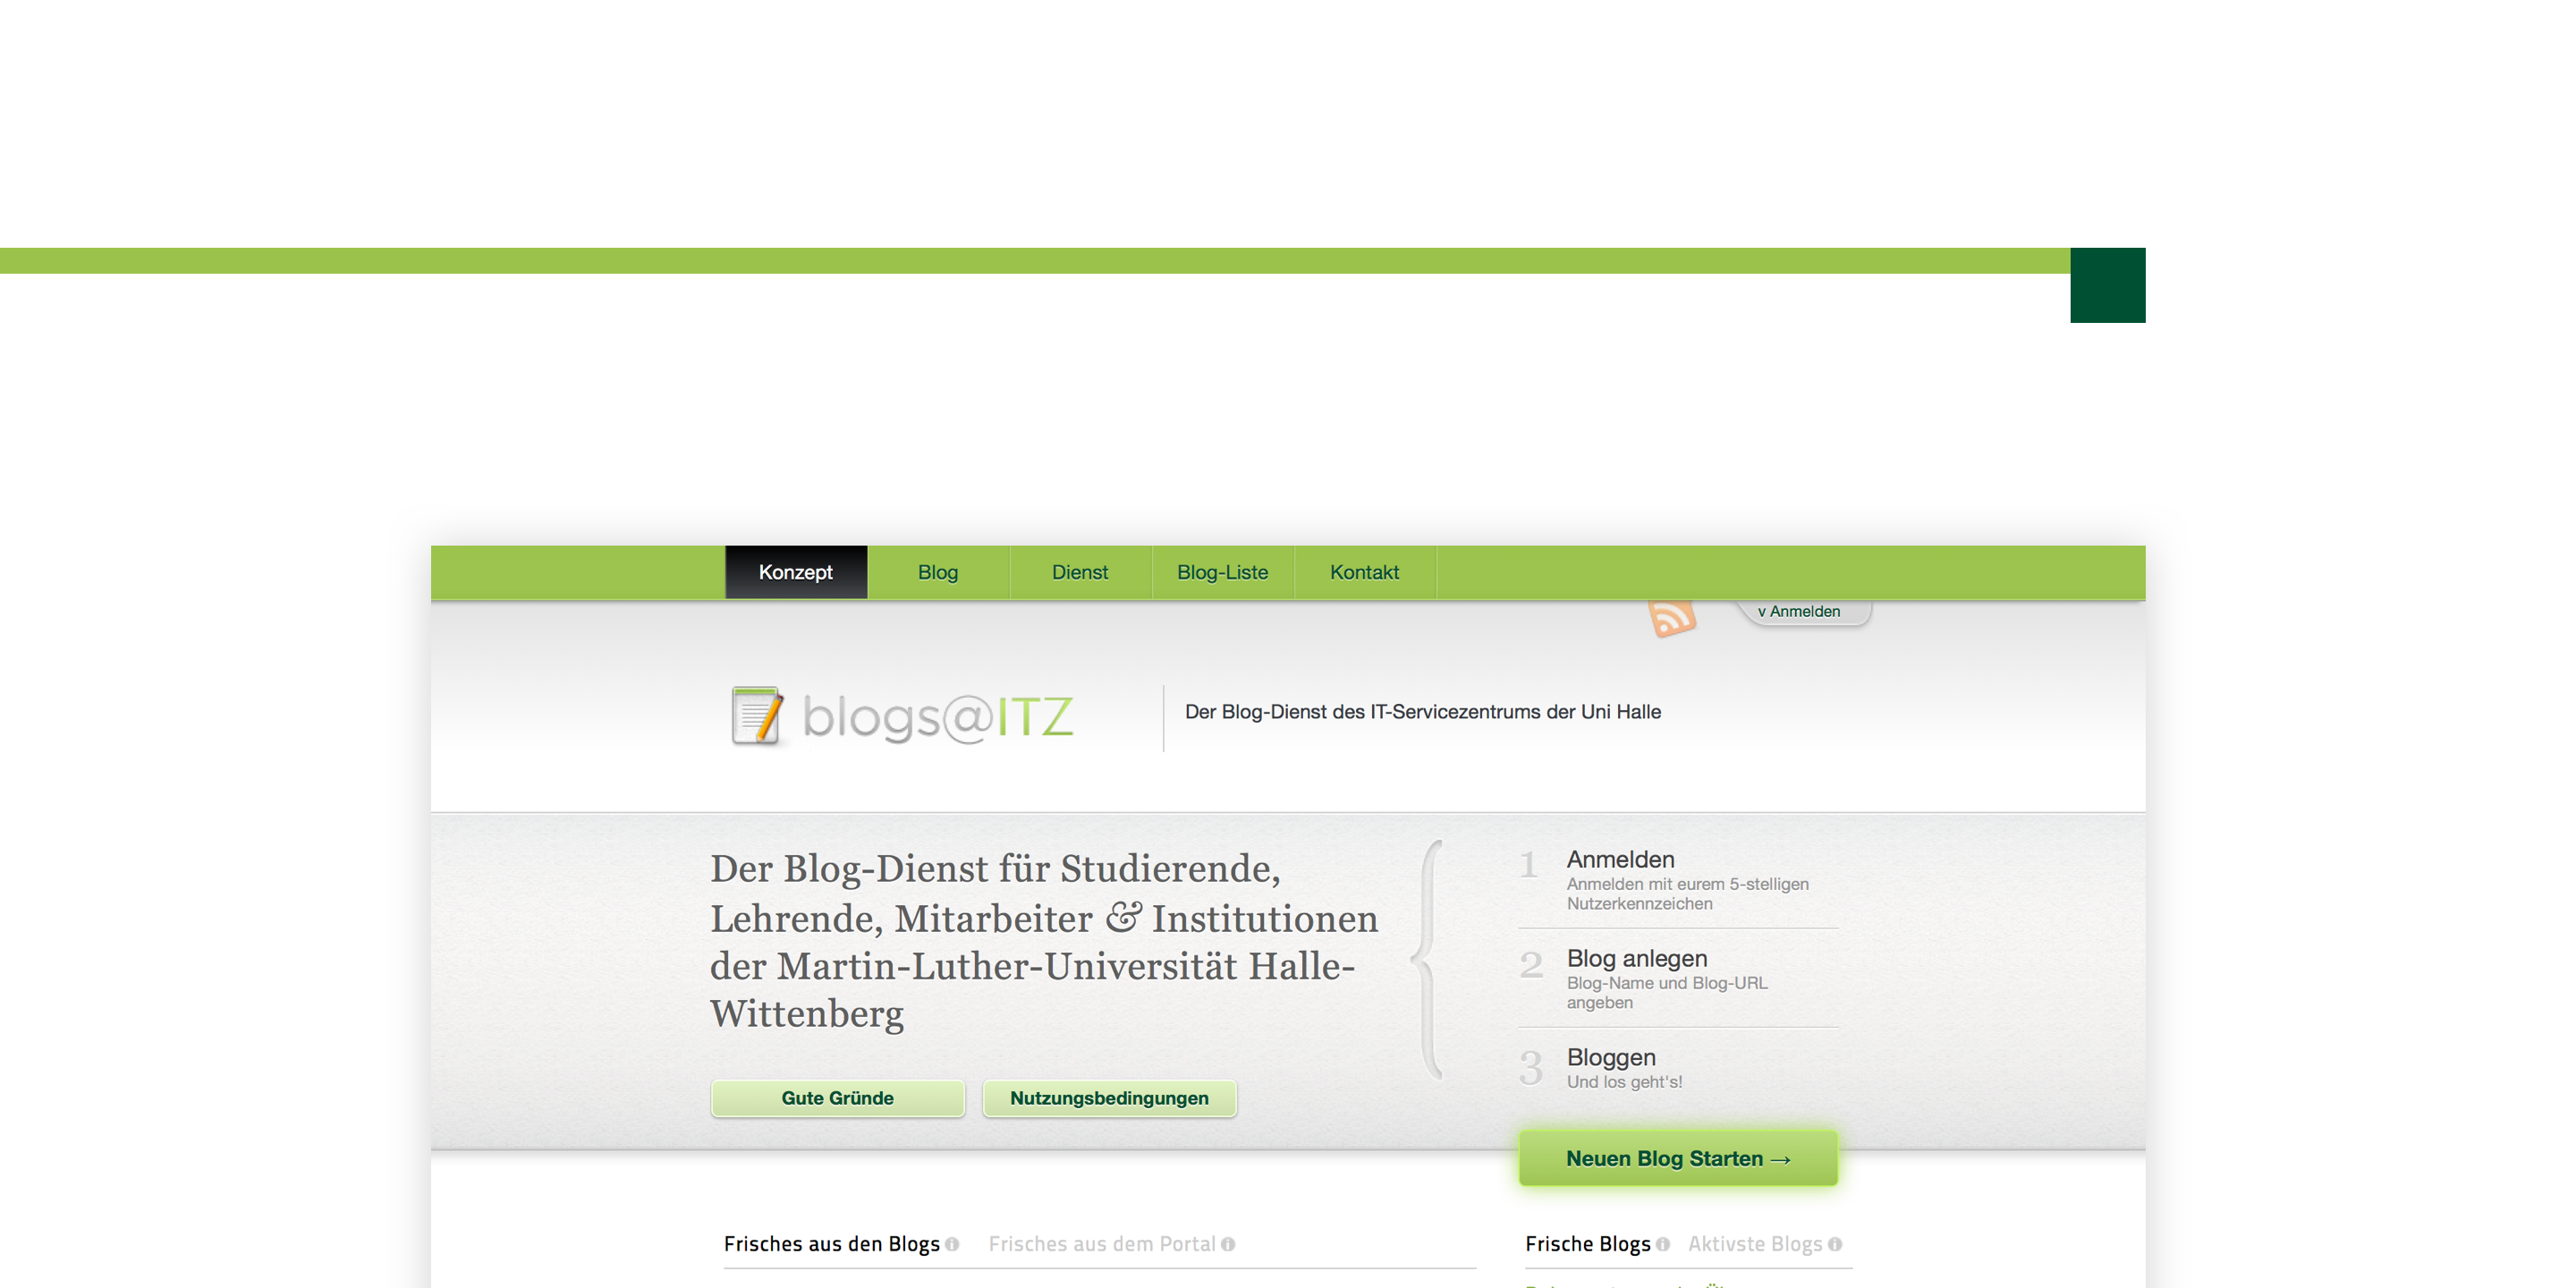 Konzept
Blog
Dienst
Blog-Liste
Kontakt
v Anmelden
blogs@ITZ
Der Blog-Dienst des IT-Servicezentrums der Uni Halle
Der Blog-Dienst für Studierende,
Lehrende, Mitarbeiter & Institutionen
der Martin-Luther-Universität Halle-
Wittenberg
Gute Gründe
Nutzungsbedingungen
1 Anmelden
Anmelden mit eurem 5-stelligen
Nutzerkennzeichen
2 Blog anlegen
Blog-Name und Blog-URL
angeben
3 Bloggen
Und los geht's!
Neuen Blog Starten →
Frisches aus den Blogs
Frisches aus dem Portal
Frische Blogs
Aktivste Blogs